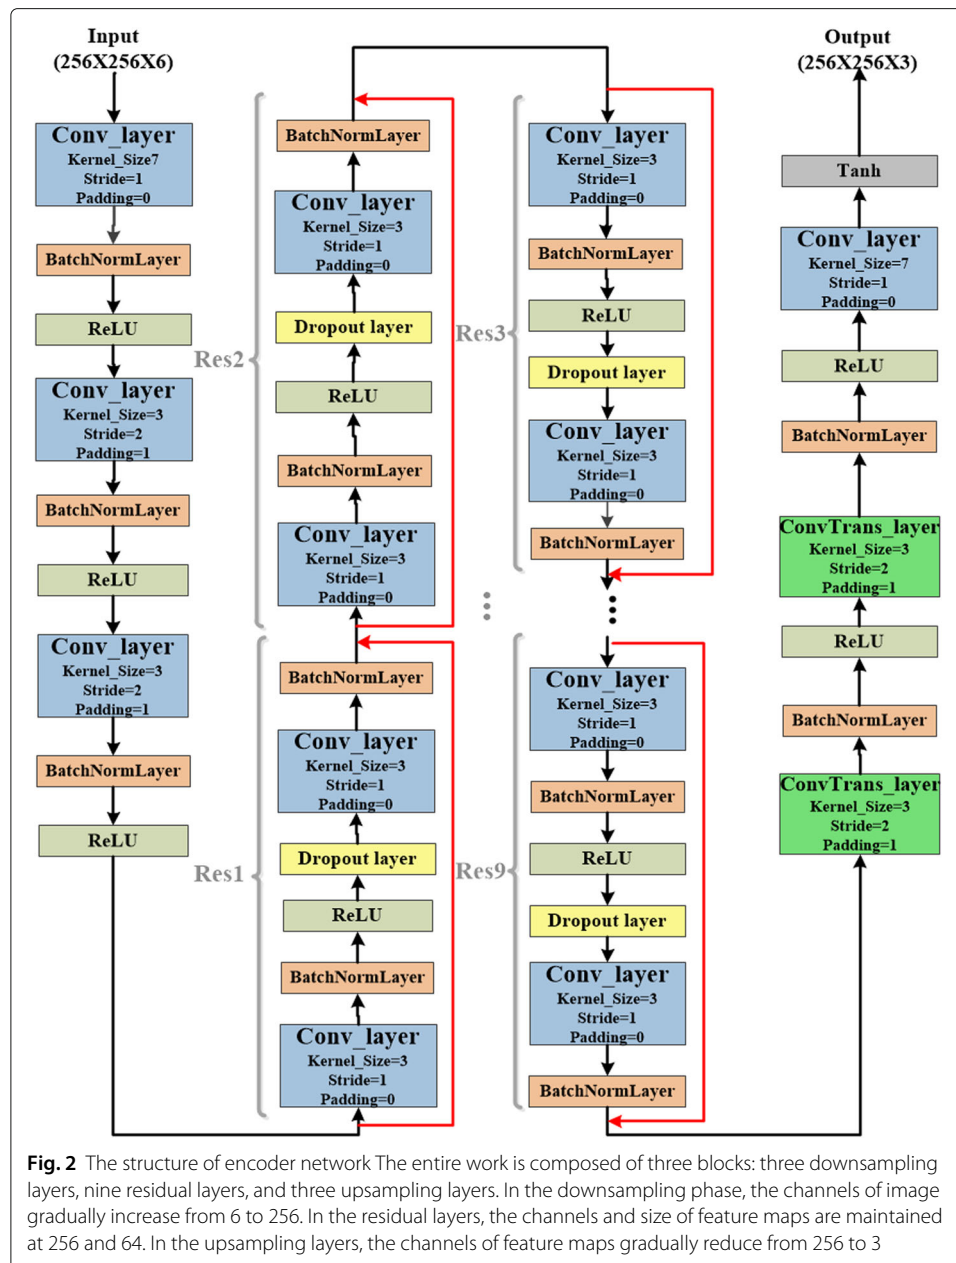 Input
(256X256X6)
Conv_layer
Kernel_Size7
Stride=1
Padding=0
BatchNormLayer
ReLU
Conv_layer
Kernel_Size=3
Stride=2
Padding=1
BatchNormLayer
ReLU
Conv_layer
Kernel_Size=3
Stride=2
Padding=1
BatchNormLayer
ReLU
Res2
BatchNormLayer
Conv_layer
Kernel_Size=3
Stride=1
Padding=0
Dropout layer
ReLU
BatchNormLayer
Conv_layer
Kernel_Size=3
Stride=1
Padding=0
Res1
BatchNormLayer
Conv_layer
Kernel_Size=3
Stride=1
Padding=0
Dropout layer
ReLU
BatchNormLayer
Conv_layer
Kernel_Size=3
Stride=1
Padding=0
Res3
Conv_layer
Kernel_Size=3
Stride=1
Padding=0
BatchNormLayer
ReLU
Dropout layer
Conv_layer
Kernel_Size=3
Stride=1
Padding=0
BatchNormLayer
Res9
Conv_layer
Kernel_Size=3
Stride=1
Padding=0
BatchNormLayer
ReLU
Dropout layer
Conv_layer
Kernel_Size=3
Stride=1
Padding=0
BatchNormLayer
Output
(256X256X3)
Tanh
Conv_layer
Kernel_Size=7
Stride=1
Padding=0
ReLU
BatchNormLayer
ConvTrans_layer
Kernel_Size=3
Stride=2
Padding=1
ReLU
BatchNormLayer
ConvTrans_layer
Kernel_Size=3
Stride=2
Padding=1
Fig. 2 The structure of encoder network The entire work is composed of three blocks: three downsampling
layers, nine residual layers, and three upsampling layers. In the downsampling phase, the channels of image
gradually increase from 6 to 256. In the residual layers, the channels and size of feature maps are maintained
at 256 and 64. In the upsampling layers, the channels of feature maps gradually reduce from 256 to 3